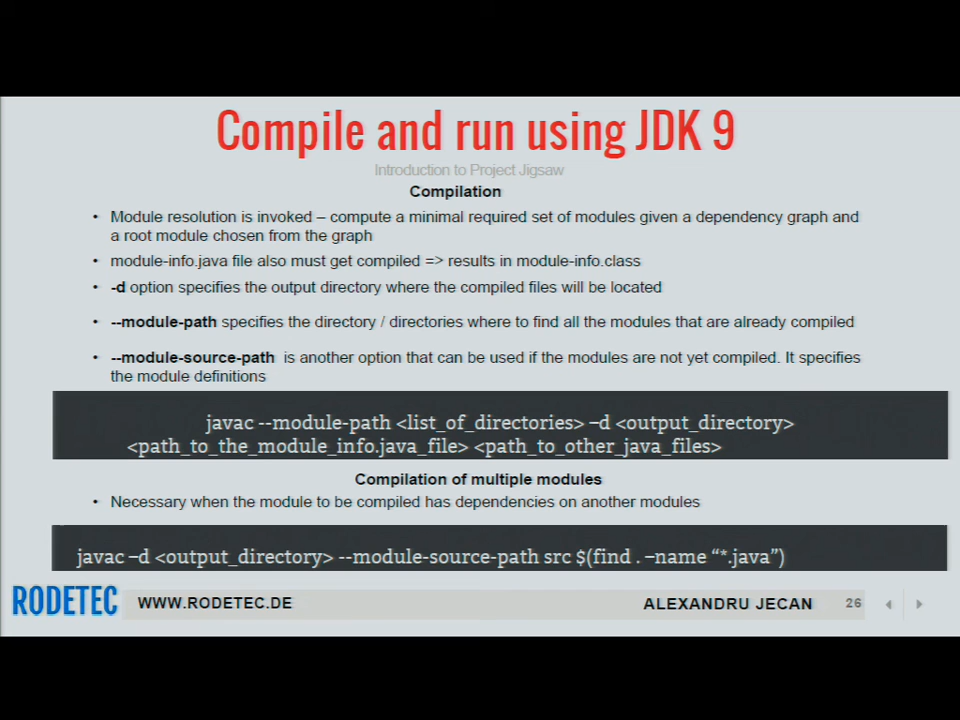 Compile and run using JDK 9
Introduction to Project Jigsaw
Compilation
• Module resolution is invoked – compute a minimal required set of modules given a dependency graph and
a root module chosen from the graph
• module-info.java file also must get compiled => results in module-info.class
• -d option specifies the output directory where the compiled files will be located
• --module-path specifies the directory / directories where to find all the modules that are already compiled
• --module-source-path is another option that can be used if the modules are not yet compiled. It specifies
the module definitions
javac --module-path <list_of_directories> –d <output_directory>
<path_to_the_module_info.java_file> <path_to_other_java_files>
Compilation of multiple modules
• Necessary when the module to be compiled has dependencies on another modules
javac –d <output_directory> --module-source-path src $(find . –name “*.java”)
RODETEC WWW.RODETEC.DE ALEXANDRU JECAN 26